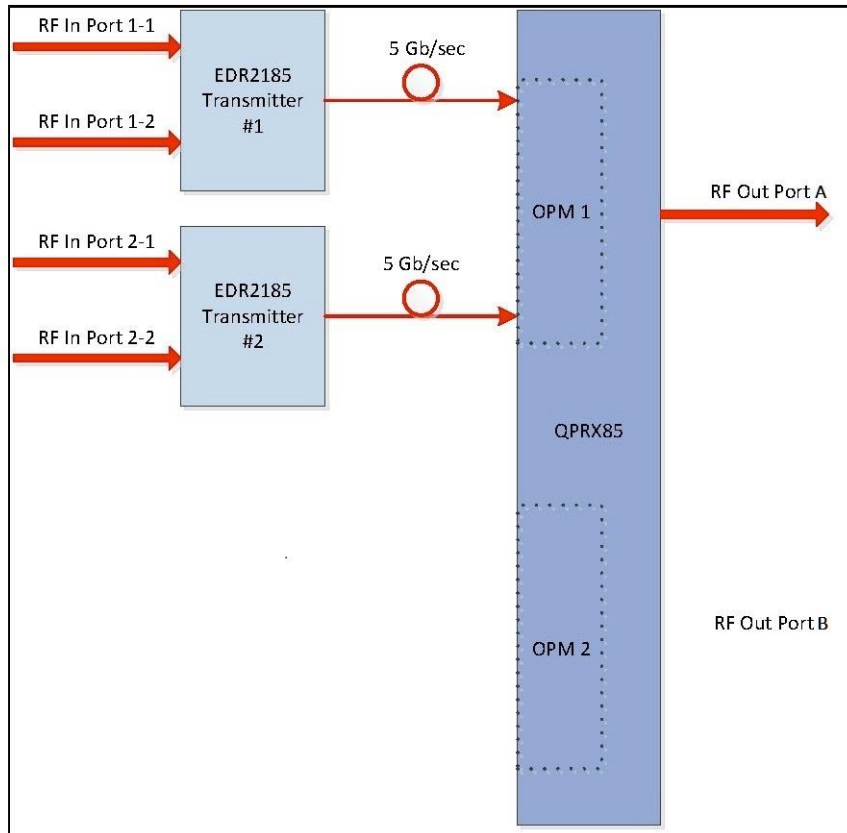 RF In Port 1-1
RF In Port 1-2
EDR2185
Transmitter
#1
5 Gb/sec
RF In Port 2-1
RF In Port 2-2
EDR2185
Transmitter
#2
5 Gb/sec
OPM 1
QPRX85
OPM 2
RF Out Port A
RF Out Port B